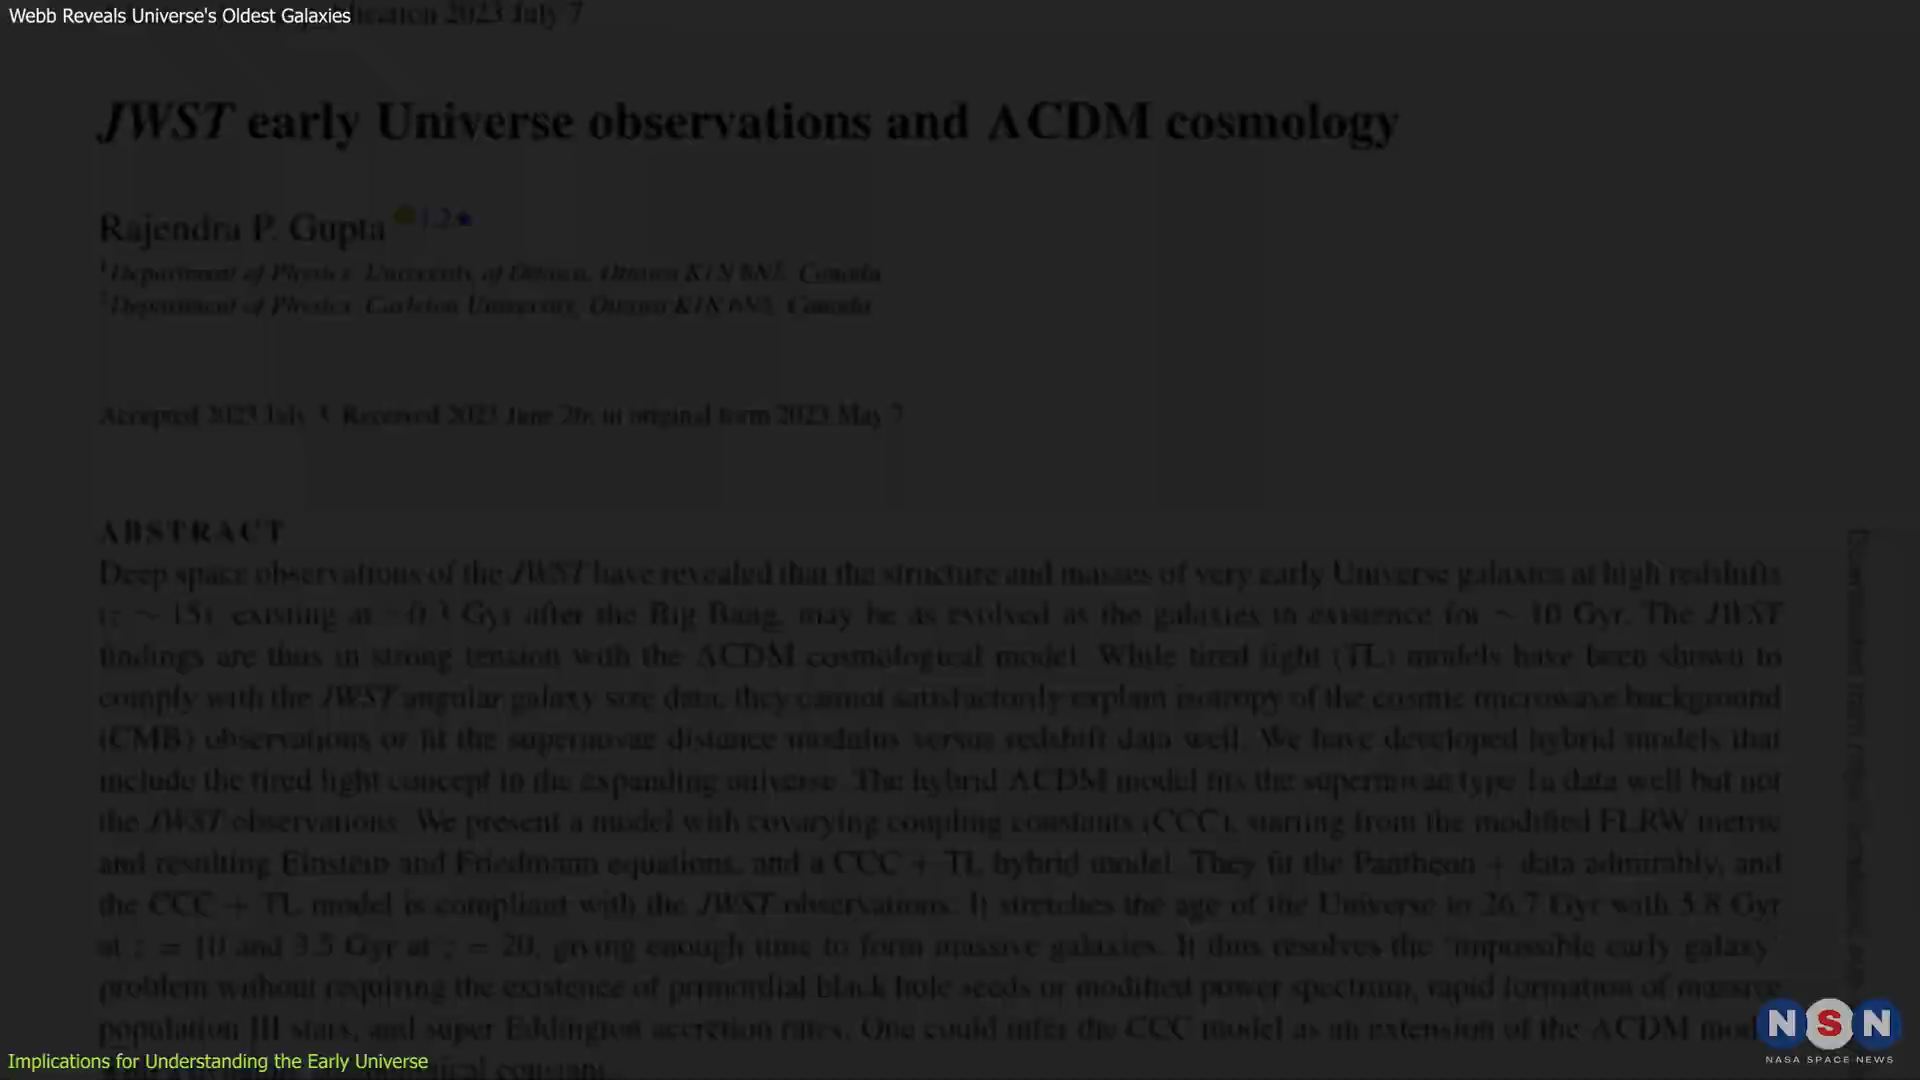 Webb Reveals Universe's Oldest Galaxies
publication 2023 July 7
JWST early Universe observations and ΛCDM cosmology
Rajendra P. Gupta 1,2★
1Department of Physics, University of Ottawa, Ottawa K1N 6N5, Canada
2Department of Physics, Carleton University, Ottawa K1N 6N5, Canada
Accepted 2023 July 3. Received 2023 June 26; in original form 2023 May 7
ABSTRACT
Deep space observations of the JWST have revealed that the structure and masses of very early Universe galaxies at high redshifts
(z ~ 15), existing at ~0.3 Gyr after the Big Bang, may be as evolved as the galaxies in existence for ~ 10 Gyr. The JWST
findings are thus in strong tension with the ΛCDM cosmological model. While tired light (TL) models have been shown to
comply with the JWST angular galaxy size data, they cannot satisfactorily explain isotropy of the cosmic microwave background
(CMB) observations or fit the supernovae distance modulus versus redshift data well. We have developed hybrid models that
include the tired light concept in the expanding universe. The hybrid ΛCDM model fits the supernovae type 1a data well but not
the JWST observations. We present a model with covarying coupling constants (CCC), starting from the modified FLRW metric
and resulting Einstein and Friedmann equations, and a CCC + TL hybrid model. They fit the Pantheon + data admirably, and
the CCC + TL model is compliant with the JWST observations. It stretches the age of the Universe to 26.7 Gyr with 5.8 Gyr
at z = 10 and 3.5 Gyr at z = 20, giving enough time to form massive galaxies. It thus resolves the 'impossible early galaxy'
problem without requiring the existence of primordial black hole seeds or modified power spectrum, rapid formation of massive
population III stars, and super Eddington accretion rates. One could infer the CCC model as an extension of the ΛCDM mod
constant.
Downloaded from
NSN
NASA SPACE NEWS
Implications for Understanding the Early Universe